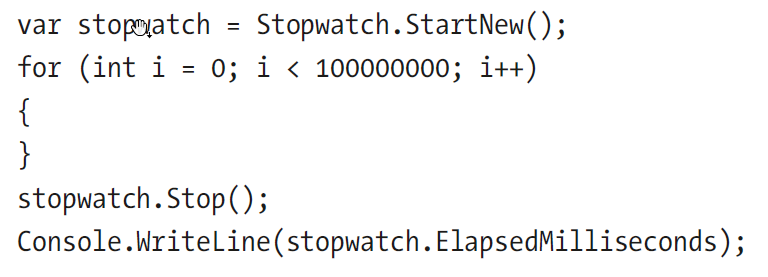 var stopwatch = Stopwatch.StartNew();
for (int i = 0; i < 100000000; i++)
{
}
stopwatch.Stop();
Console.WriteLine(stopwatch.ElapsedMilliseconds);